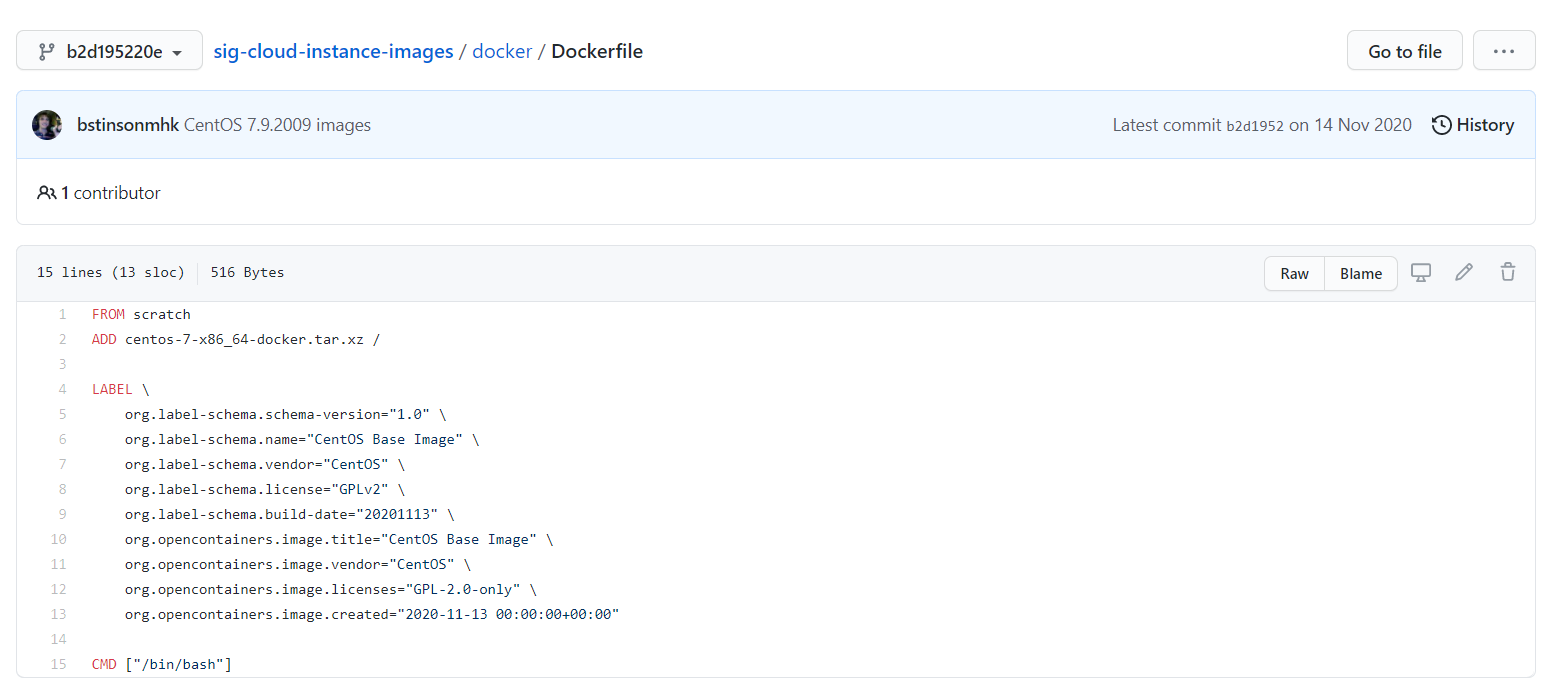 b2d195220e sig-cloud-instance-images / docker / Dockerfile Go to file ...
bstinsonmhk CentOS 7.9.2009 images Latest commit b2d1952 on 14 Nov 2020 History
1 contributor
15 lines (13 sloc) 516 Bytes Raw Blame
1 FROM scratch
2 ADD centos-7-x86_64-docker.tar.xz /
3
4 LABEL \
5 org.label-schema.schema-version="1.0" \
6 org.label-schema.name="CentOS Base Image" \
7 org.label-schema.vendor="CentOS" \
8 org.label-schema.license="GPLv2" \
9 org.label-schema.build-date="20201113" \
10 org.opencontainers.image.title="CentOS Base Image" \
11 org.opencontainers.image.vendor="CentOS" \
12 org.opencontainers.image.licenses="GPL-2.0-only" \
13 org.opencontainers.image.created="2020-11-13 00:00:00+00:00"
14
15 CMD ["/bin/bash"]